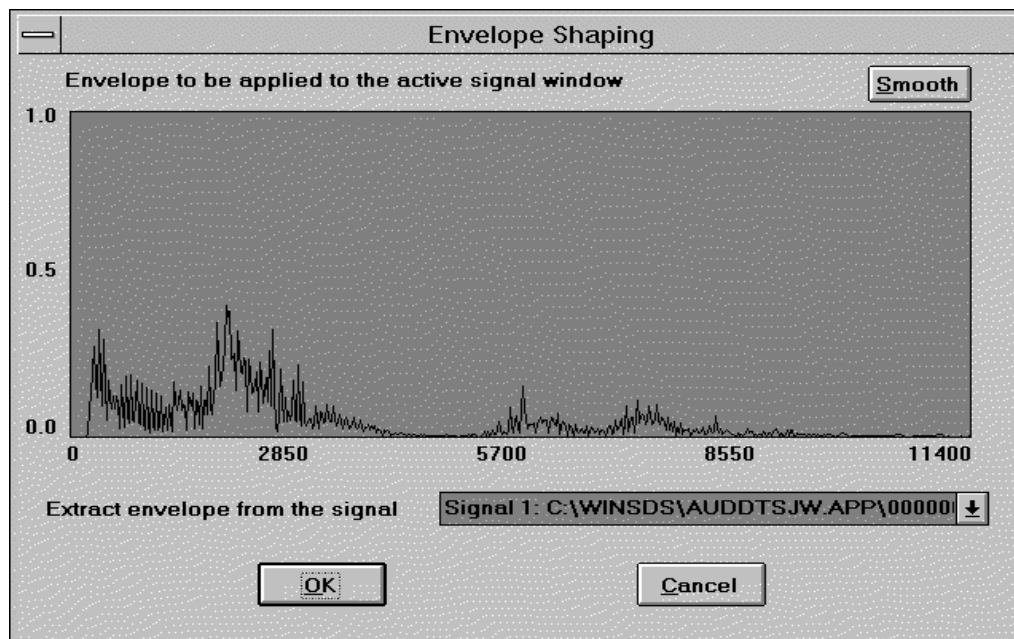 Envelope Shaping
Envelope to be applied to the active signal window
Smooth
1.0
0.5
0.0
0 2850 5700 8550 11400
Extract envelope from the signal
Signal 1: C:\WINSDS\AUDDTSJW.APP\00000
OK
Cancel